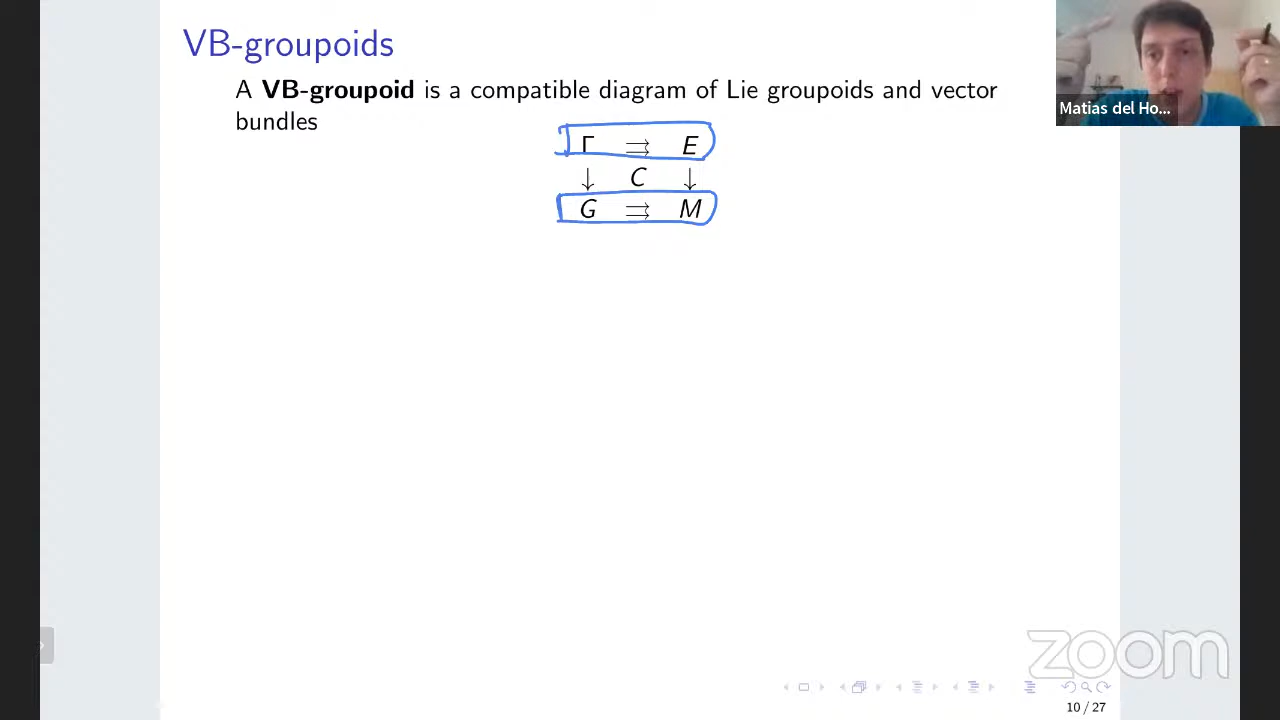 VB-groupoids
A VB-groupoid is a compatible diagram of Lie groupoids and vector
bundles
Γ ⇉ E
↓ C ↓
G ⇉ M
Matias del Ho...
zoom
10 / 27